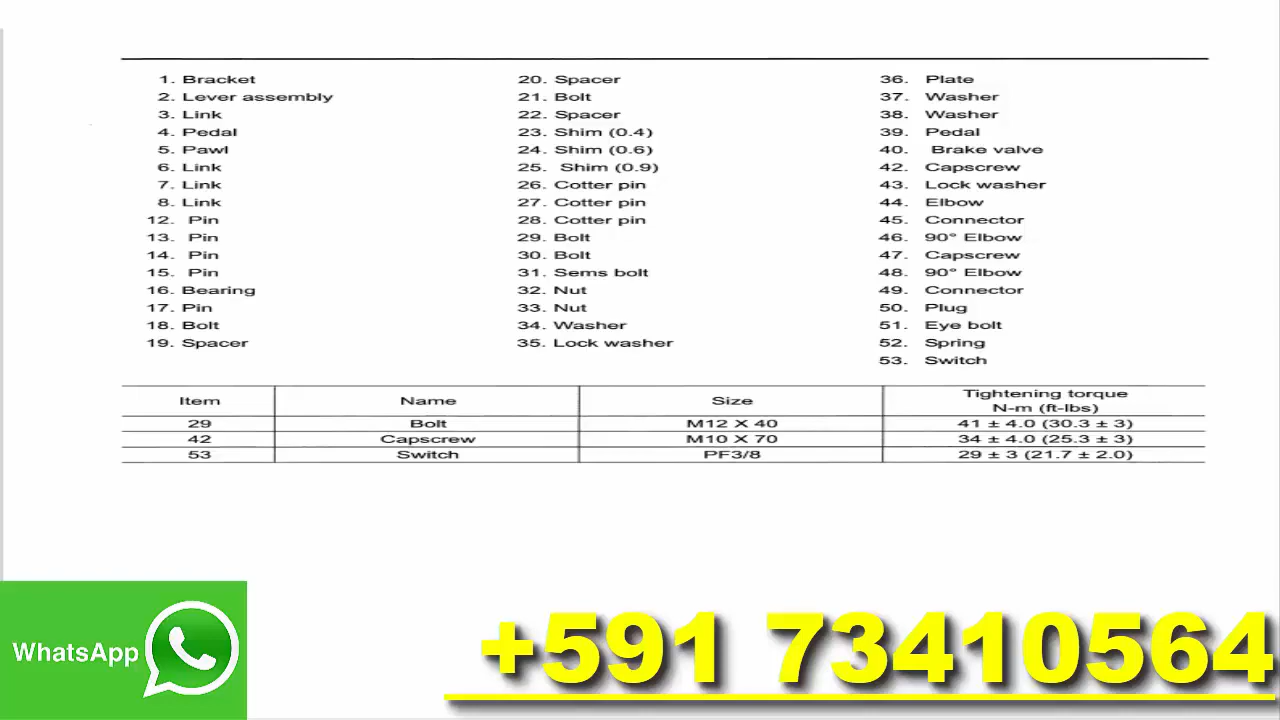 1. Bracket
2. Lever assembly
3. Link
4. Pedal
5. Pawl
6. Link
7. Link
8. Link
12. Pin
13. Pin
14. Pin
15. Pin
16. Bearing
17. Pin
18. Bolt
19. Spacer
20. Spacer
21. Bolt
22. Spacer
23. Shim (0.4)
24. Shim (0.6)
25. Shim (0.9)
26. Cotter pin
27. Cotter pin
28. Cotter pin
29. Bolt
30. Bolt
31. Sems bolt
32. Nut
33. Nut
34. Washer
35. Lock washer
36. Plate
37. Washer
38. Washer
39. Pedal
40. Brake valve
42. Capscrew
43. Lock washer
44. Elbow
45. Connector
46. 90° Elbow
47. Capscrew
48. 90° Elbow
49. Connector
50. Plug
51. Eye bolt
52. Spring
53. Switch
Item Name Size Tightening torque
N-m (ft-lbs)
29 Bolt M12 X 40 41 ± 4.0 (30.3 ± 3)
42 Capscrew M10 X 70 34 ± 4.0 (25.3 ± 3)
53 Switch PF3/8 29 ± 3 (21.7 ± 2.0)
WhatsApp
+591 73410564